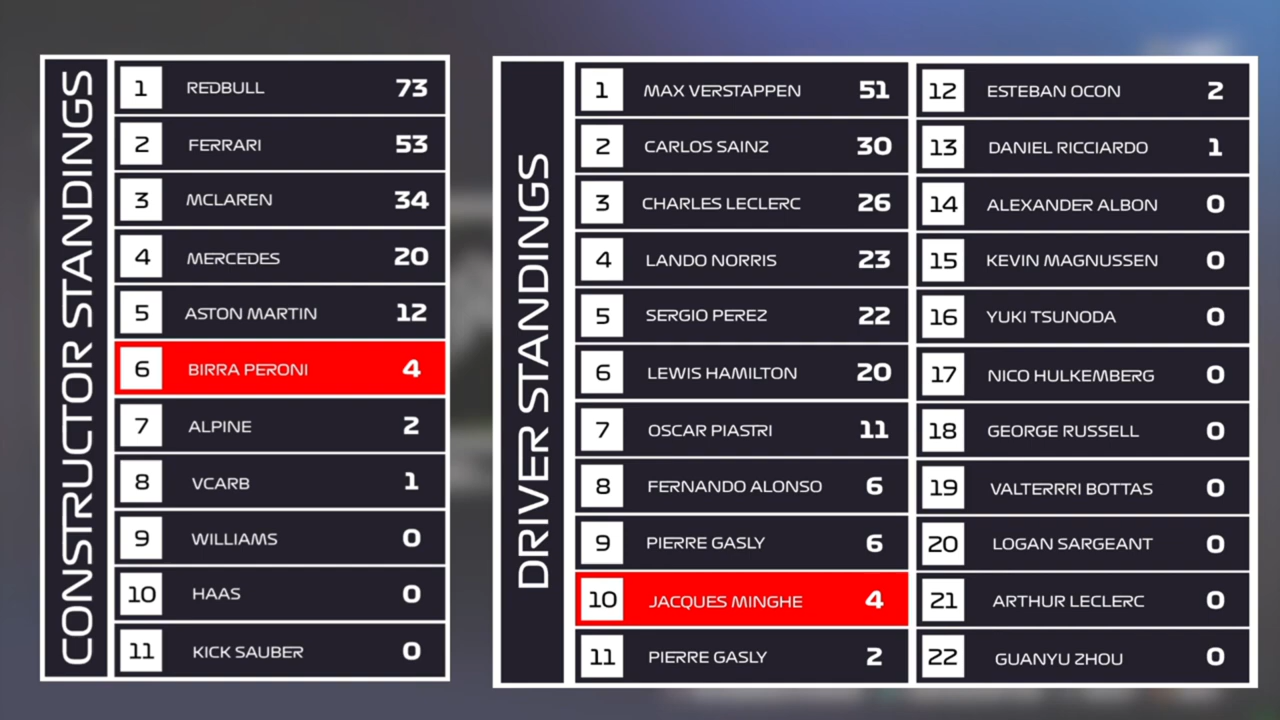 CONSTRUCTOR STANDINGS
1 REDBULL 73
2 FERRARI 53
3 MCLAREN 34
4 MERCEDES 20
5 ASTON MARTIN 12
6 BIRRA PERONI 4
7 ALPINE 2
8 VCARB 1
9 WILLIAMS 0
10 HAAS 0
11 KICK SAUBER 0
DRIVER STANDINGS
1 MAX VERSTAPPEN 51
2 CARLOS SAINZ 30
3 CHARLES LECLERC 26
4 LANDO NORRIS 23
5 SERGIO PEREZ 22
6 LEWIS HAMILTON 20
7 OSCAR PIASTRI 11
8 FERNANDO ALONSO 6
9 PIERRE GASLY 6
10 JACQUES MINGHE 4
11 PIERRE GASLY 2
12 ESTEBAN OCON 2
13 DANIEL RICCIARDO 1
14 ALEXANDER ALBON 0
15 KEVIN MAGNUSSEN 0
16 YUKI TSUNODA 0
17 NICO HULKEMBERG 0
18 GEORGE RUSSELL 0
19 VALTERRRI BOTTAS 0
20 LOGAN SARGEANT 0
21 ARTHUR LECLERC 0
22 GUANYU ZHOU 0